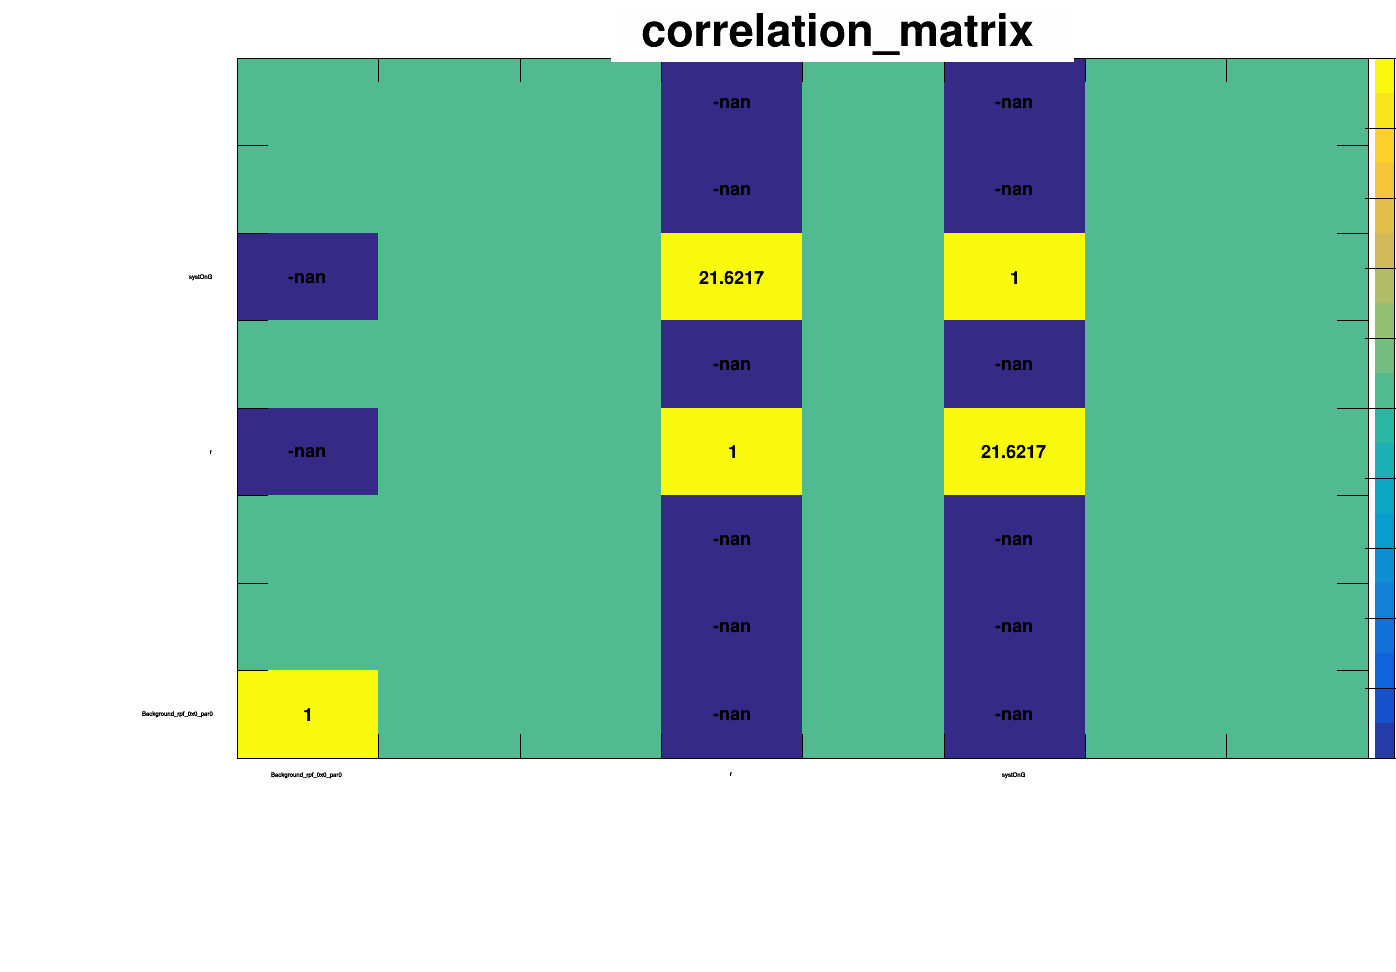 correlation_matrix
-nan -nan
-nan -nan
systOnG -nan 21.6217 1
-nan -nan
r -nan 1 21.6217
-nan -nan
-nan -nan
Background_rpf_0x0_par0 1 -nan -nan
Background_rpf_0x0_par0 r systOnG